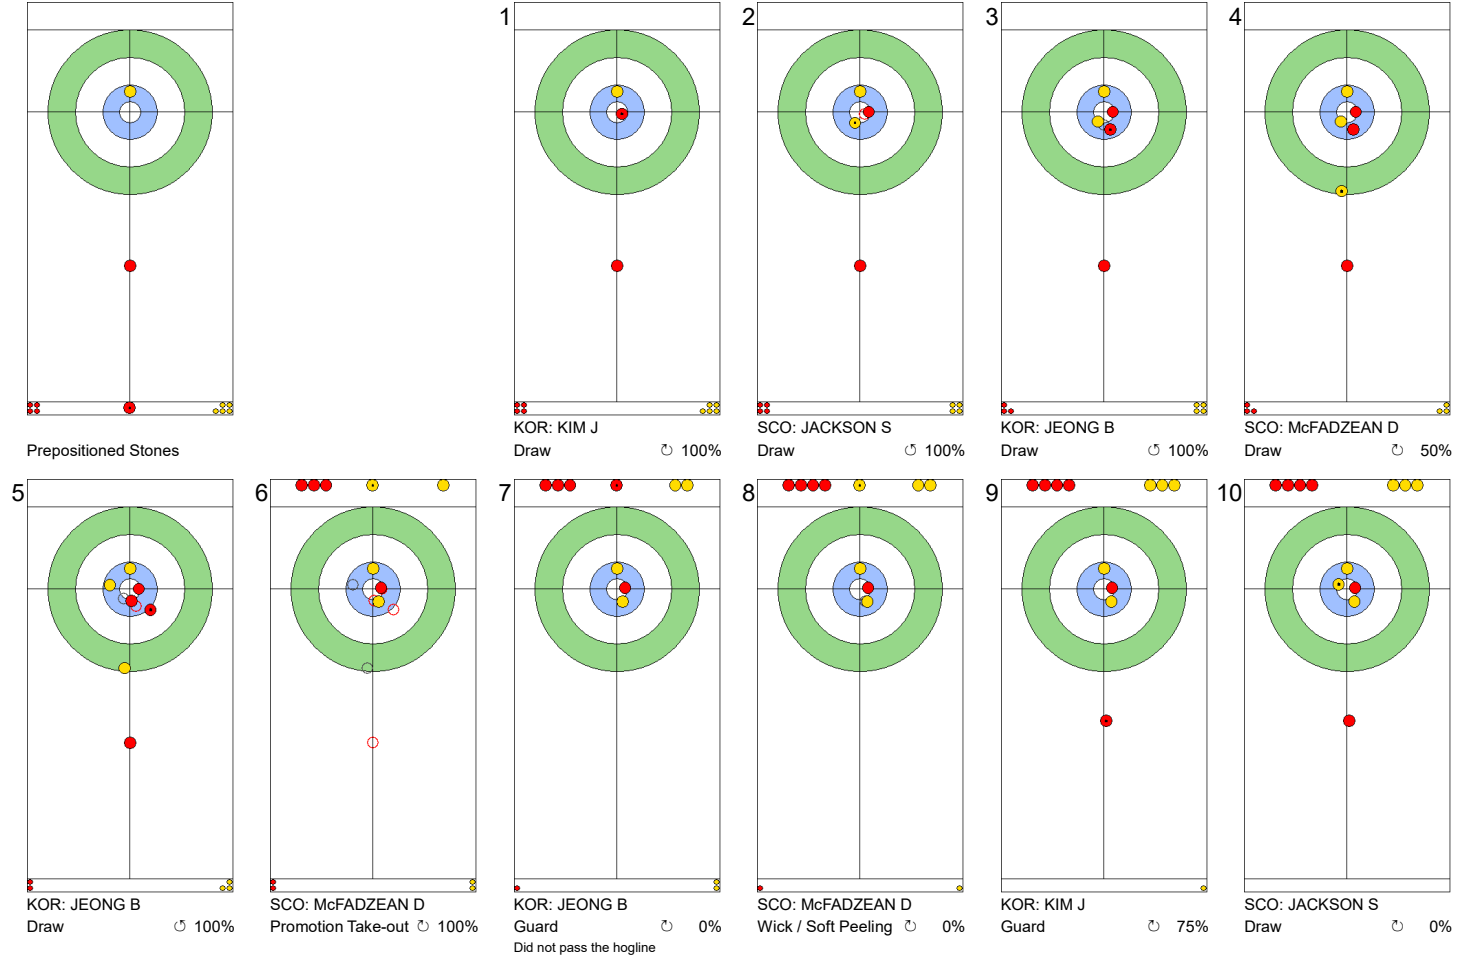 1
2
3
4
Prepositioned Stones
KOR: KIM J
Draw ↻ 100%
SCO: JACKSON S
Draw ↺ 100%
KOR: JEONG B
Draw ↻ 100%
SCO: McFADZEAN D
Draw ↻ 50%
5
6
7
8
9
10
KOR: JEONG B
Draw ↺ 100%
SCO: McFADZEAN D
Promotion Take-out ↻ 100%
KOR: JEONG B
Guard ↻ 0%
Did not pass the hogline
SCO: McFADZEAN D
Wick / Soft Peeling ↻ 0%
KOR: KIM J
Guard ↻ 75%
SCO: JACKSON S
Draw ↻ 0%